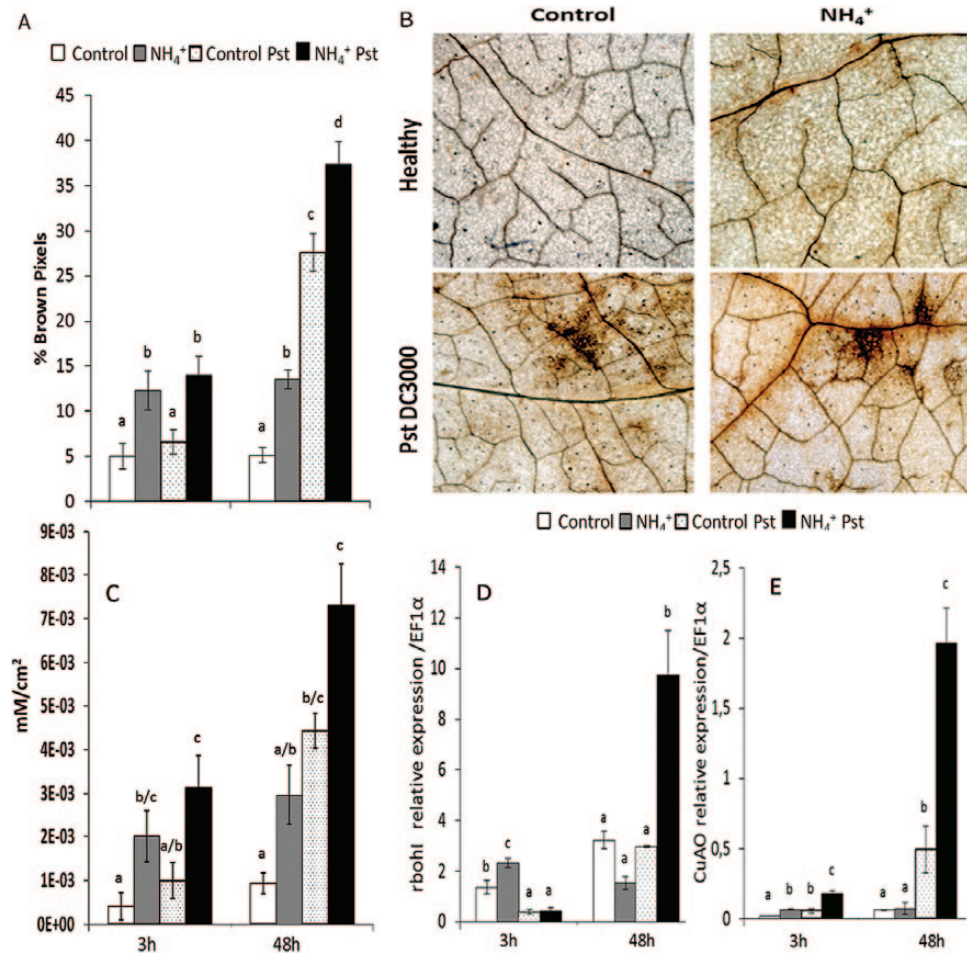 A
Control NH₄⁺ Control Pst NH₄⁺ Pst
% Brown Pixels
45
40
35
30
25
20
15
10
5
0
a
b
a
b
a
b
c
d
B
Control
NH₄⁺
Healthy
Pst DC3000
C
mM/cm²
9E-03
8E-03
7E-03
6E-03
5E-03
4E-03
3E-03
2E-03
1E-03
0E+00
a
b/c
a/b
c
a
a/b
b/c
c
3h
48h
Control NH₄⁺ Control Pst NH₄⁺ Pst
D
rbohI relative expression /EF1α
14
12
10
8
6
4
2
0
b
c
a
a
a
a
a
b
3h
48h
E
CuAO relative expression/EF1α
2,5
2
1,5
1
0,5
0
a
b
b
c
a
a
b
c
3h
48h